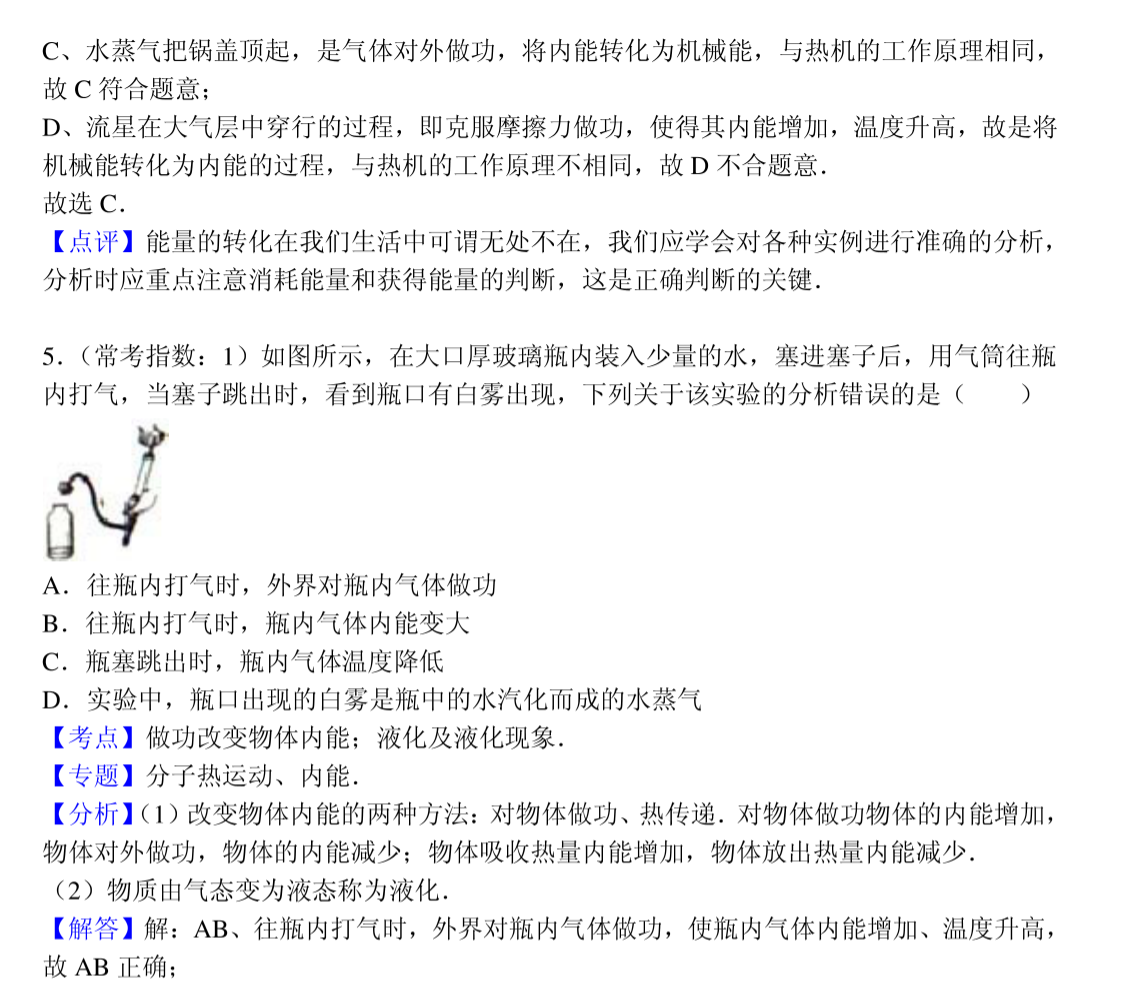 C、水蒸气把锅盖顶起，是气体对外做功，将内能转化为机械能，与热机的工作原理相同，
故 C 符合题意；
D、流星在大气层中穿行的过程，即克服摩擦力做功，使得其内能增加，温度升高，故是将
机械能转化为内能的过程，与热机的工作原理不相同，故 D 不合题意．
故选 C．
【点评】能量的转化在我们生活中可谓无处不在，我们应学会对各种实例进行准确的分析，
分析时应重点注意消耗能量和获得能量的判断，这是正确判断的关键．
5．（常考指数：1）如图所示，在大口厚玻璃瓶内装入少量的水，塞进塞子后，用气筒往瓶
内打气，当塞子跳出时，看到瓶口有白雾出现，下列关于该实验的分析错误的是（　　）
A．往瓶内打气时，外界对瓶内气体做功
B．往瓶内打气时，瓶内气体内能变大
C．瓶塞跳出时，瓶内气体温度降低
D．实验中，瓶口出现的白雾是瓶中的水汽化而成的水蒸气
【考点】做功改变物体内能；液化及液化现象．
【专题】分子热运动、内能．
【分析】（1）改变物体内能的两种方法：对物体做功、热传递．对物体做功物体的内能增加，
物体对外做功，物体的内能减少；物体吸收热量内能增加，物体放出热量内能减少．
（2）物质由气态变为液态称为液化．
【解答】解：AB、往瓶内打气时，外界对瓶内气体做功，使瓶内气体内能增加、温度升高，
故 AB 正确；